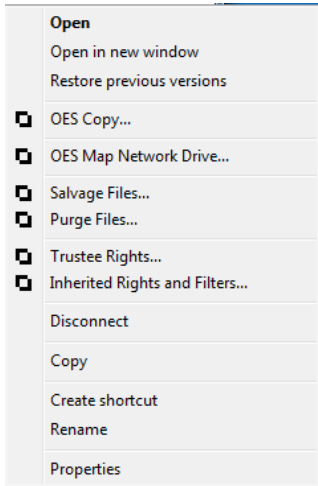 Open
Open in new window
Restore previous versions
OES Copy...
OES Map Network Drive...
Salvage Files...
Purge Files...
Trustee Rights...
Inherited Rights and Filters...
Disconnect
Copy
Create shortcut
Rename
Properties